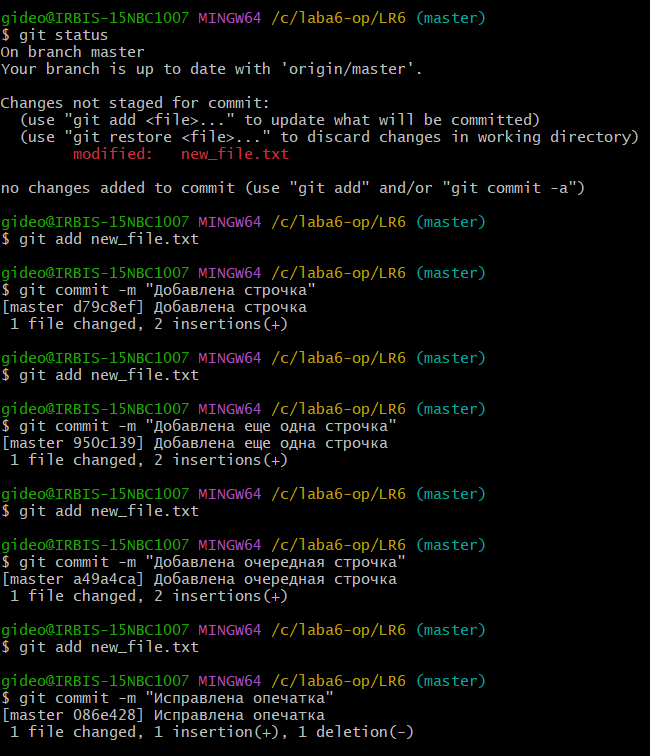 gideo@IRBIS-15NBC1007 MINGW64 /c/laba6-op/LR6 (master)
$ git status
On branch master
Your branch is up to date with 'origin/master'.
Changes not staged for commit:
  (use "git add <file>..." to update what will be committed)
  (use "git restore <file>..." to discard changes in working directory)
        modified:   new_file.txt
no changes added to commit (use "git add" and/or "git commit -a")
gideo@IRBIS-15NBC1007 MINGW64 /c/laba6-op/LR6 (master)
$ git add new_file.txt
gideo@IRBIS-15NBC1007 MINGW64 /c/laba6-op/LR6 (master)
$ git commit -m "Добавлена строчка"
[master d79c8ef] Добавлена строчка
 1 file changed, 2 insertions(+)
gideo@IRBIS-15NBC1007 MINGW64 /c/laba6-op/LR6 (master)
$ git add new_file.txt
gideo@IRBIS-15NBC1007 MINGW64 /c/laba6-op/LR6 (master)
$ git commit -m "Добавлена еще одна строчка"
[master 950c139] Добавлена еще одна строчка
 1 file changed, 2 insertions(+)
gideo@IRBIS-15NBC1007 MINGW64 /c/laba6-op/LR6 (master)
$ git add new_file.txt
gideo@IRBIS-15NBC1007 MINGW64 /c/laba6-op/LR6 (master)
$ git commit -m "Добавлена очередная строчка"
[master a49a4ca] Добавлена очередная строчка
 1 file changed, 2 insertions(+)
gideo@IRBIS-15NBC1007 MINGW64 /c/laba6-op/LR6 (master)
$ git add new_file.txt
gideo@IRBIS-15NBC1007 MINGW64 /c/laba6-op/LR6 (master)
$ git commit -m "Исправлена опечатка"
[master 086e428] Исправлена опечатка
 1 file changed, 1 insertion(+), 1 deletion(-)